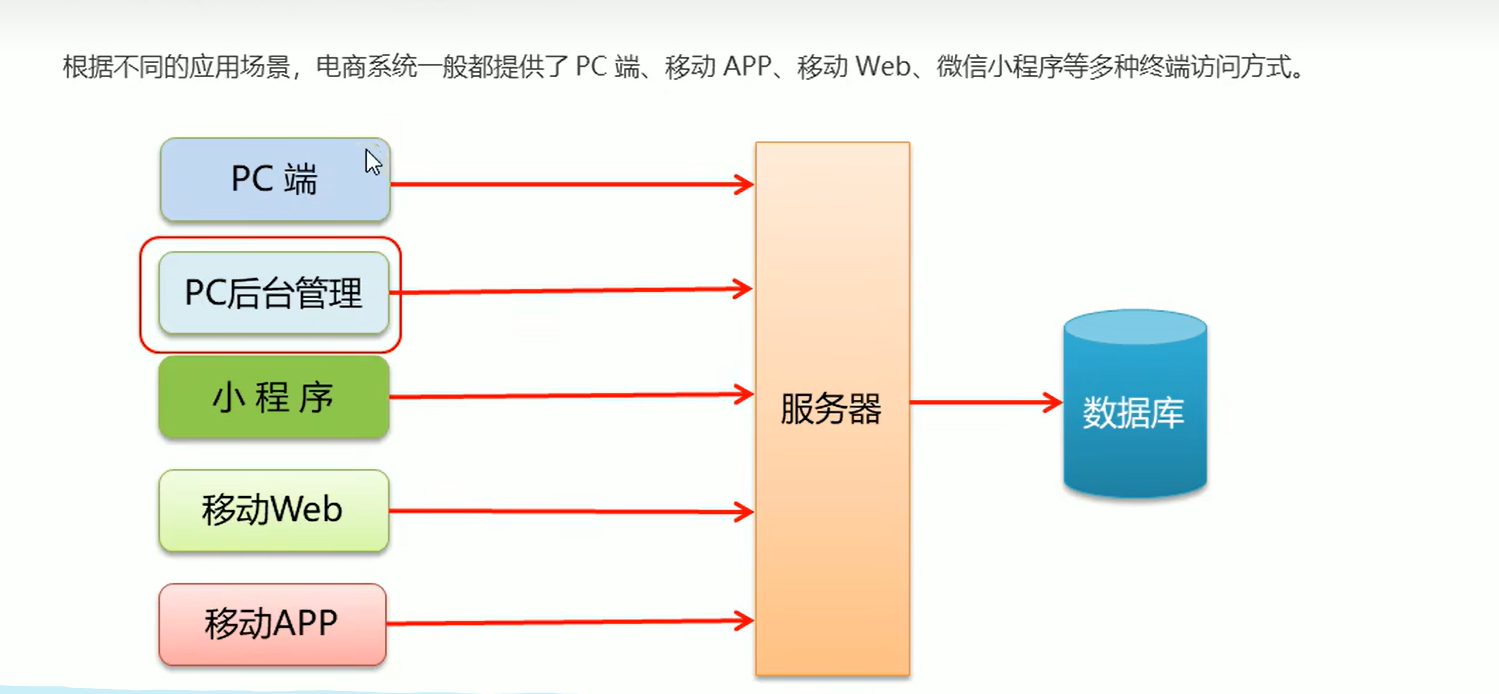 根据不同的应用场景，电商系统一般都提供了 PC 端、移动 APP、移动 Web、微信小程序等多种终端访问方式。
PC 端
PC后台管理
小 程 序
移动Web
移动APP
服务器
数据库